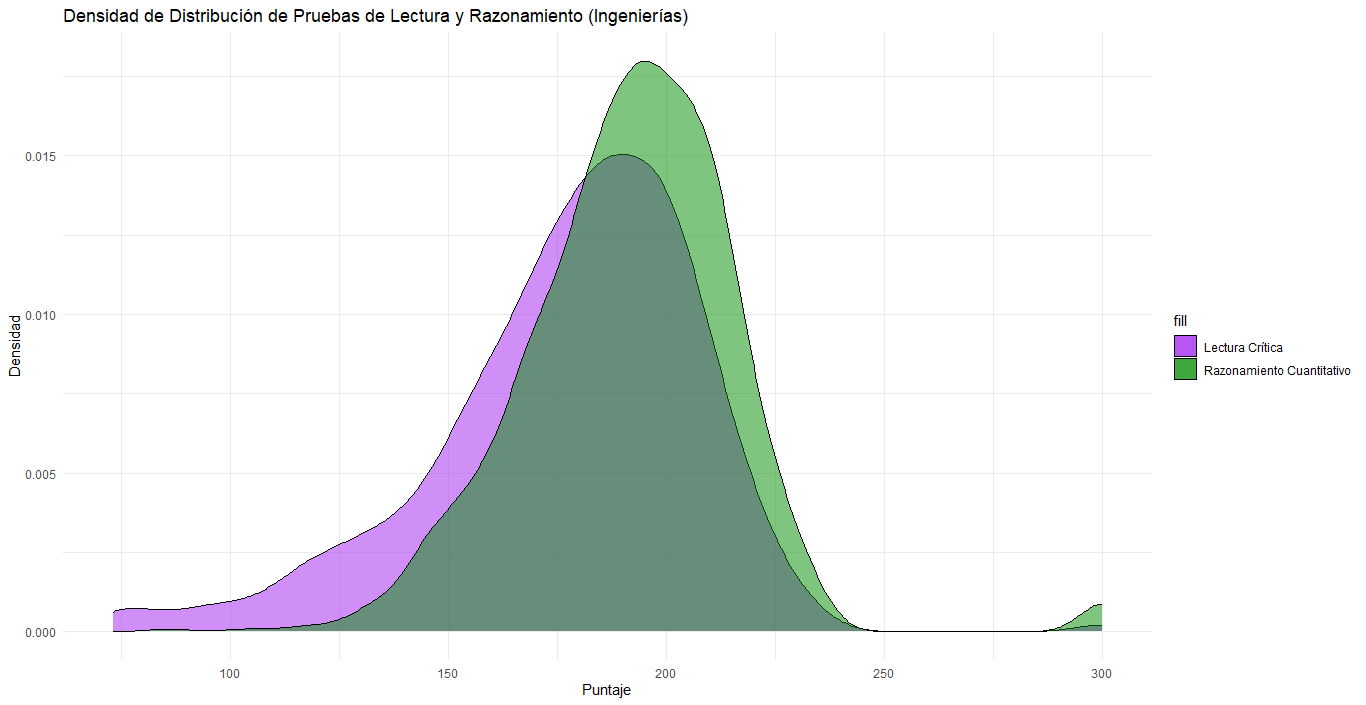 Densidad de Distribución de Pruebas de Lectura y Razonamiento (Ingenierías)
0.015
0.010
0.005
0.000
Densidad
100
150
200
250
300
Puntaje
fill
Lectura Crítica
Razonamiento Cuantitativo